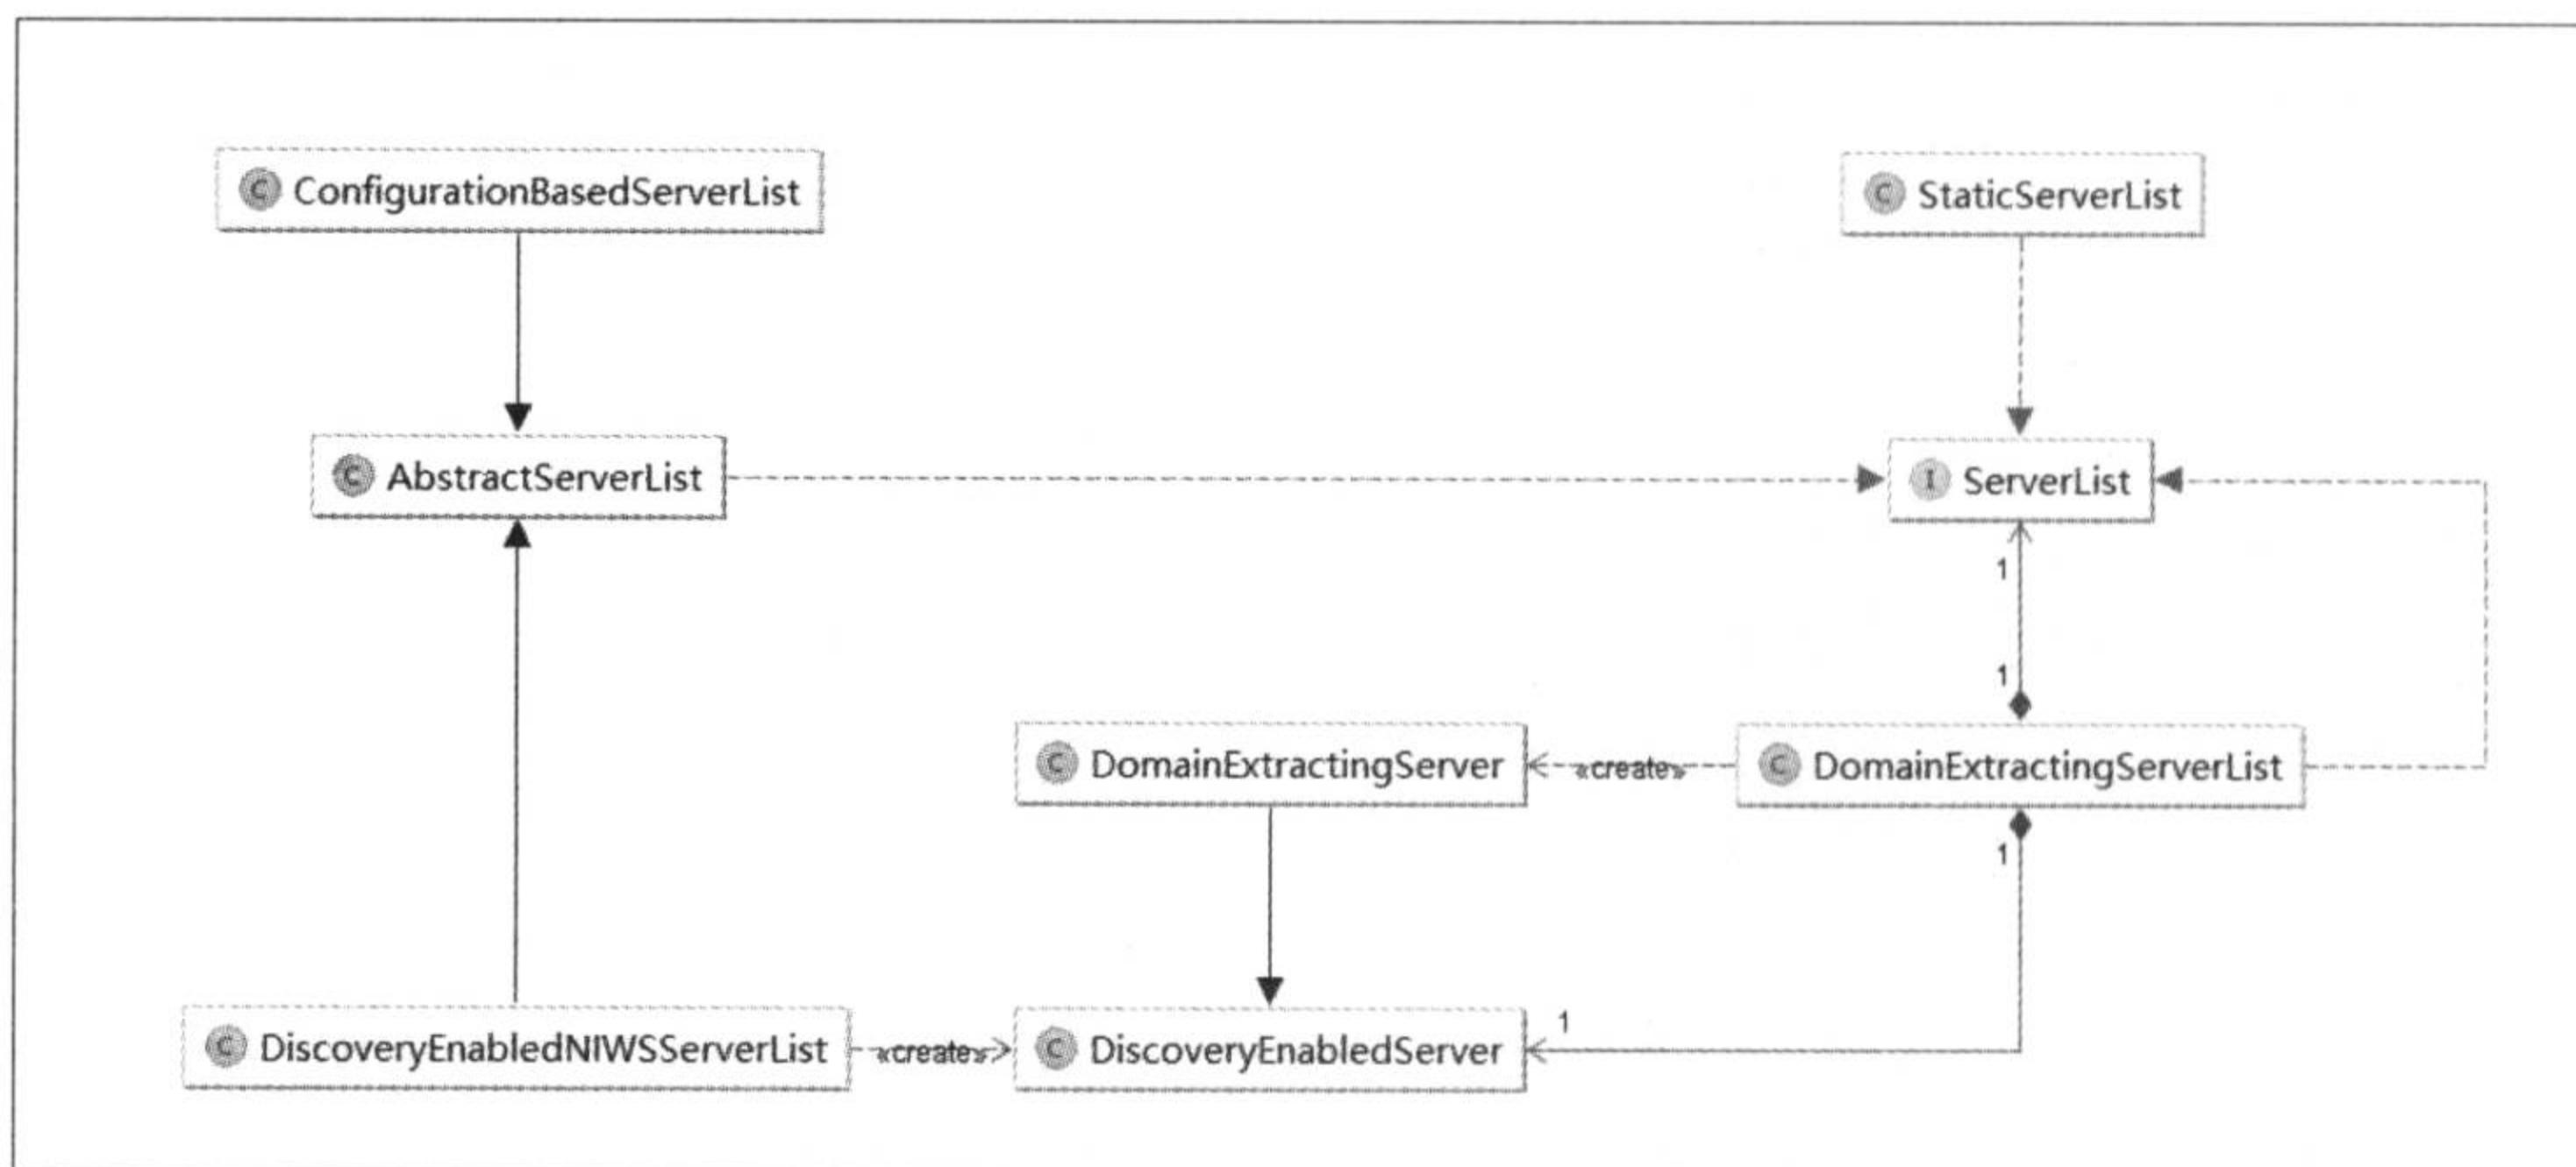 C ConfigurationBasedServerList
C StaticServerList
C AbstractServerList
I ServerList
1
1
C DomainExtractingServer
«create»
C DomainExtractingServerList
1
C DiscoveryEnabledNIWSServerList
«create»
C DiscoveryEnabledServer
1